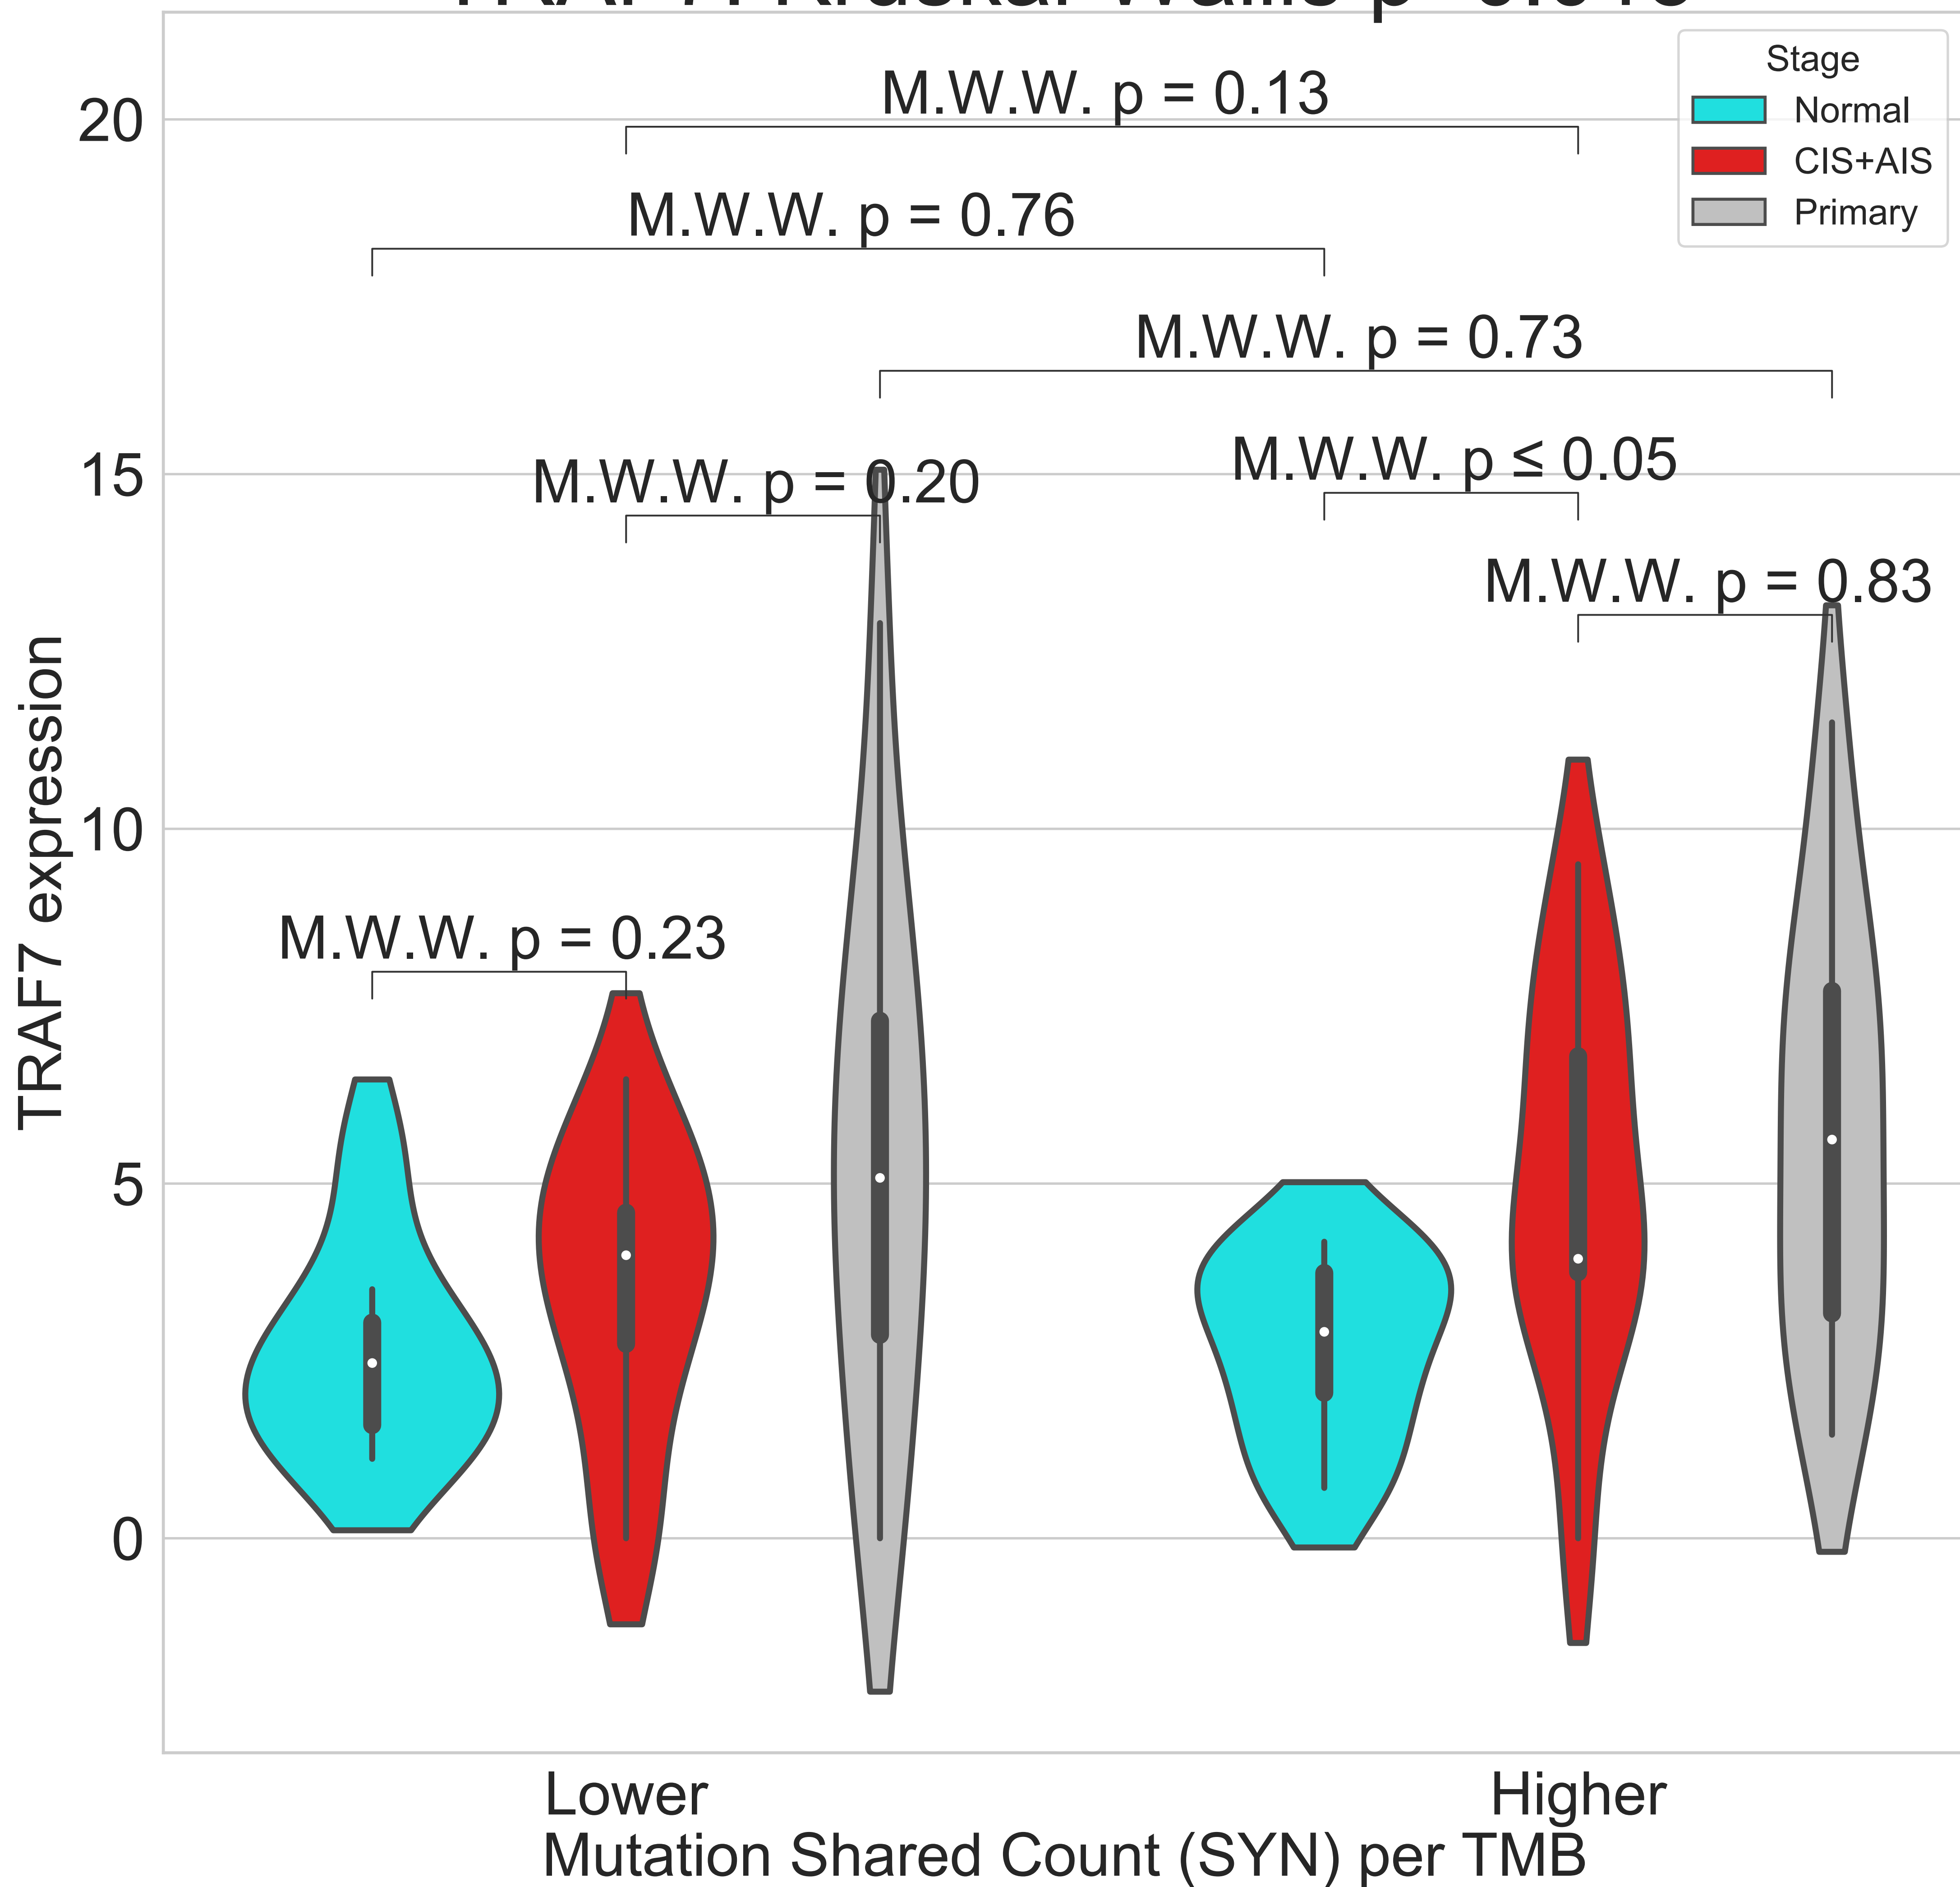 Stage
Normal
CIS+AIS
Primary
M.W.W. p = 0.13
M.W.W. p = 0.76
M.W.W. p = 0.73
M.W.W. p = 0.20
M.W.W. p ≤ 0.05
M.W.W. p = 0.83
M.W.W. p = 0.23
20
15
10
5
0
TRAF7 expression
Lower
Higher
Mutation Shared Count (SYN) per TMB